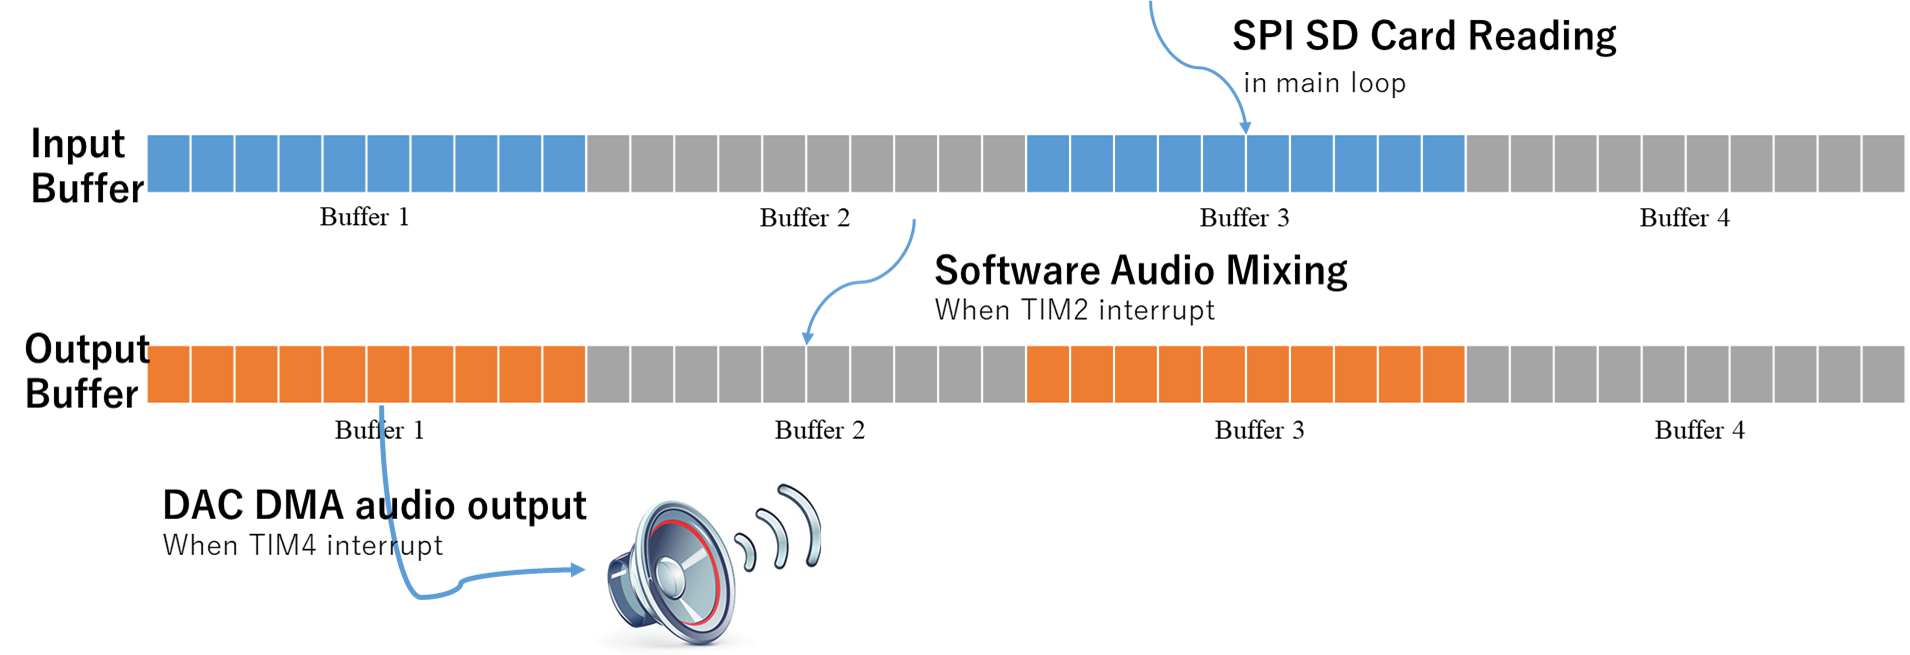 SPI SD Card Reading
in main loop
Input
Buffer
Buffer 1
Buffer 2
Buffer 3
Buffer 4
Software Audio Mixing
When TIM2 interrupt
Output
Buffer
Buffer 1
Buffer 2
Buffer 3
Buffer 4
DAC DMA audio output
When TIM4 interrupt